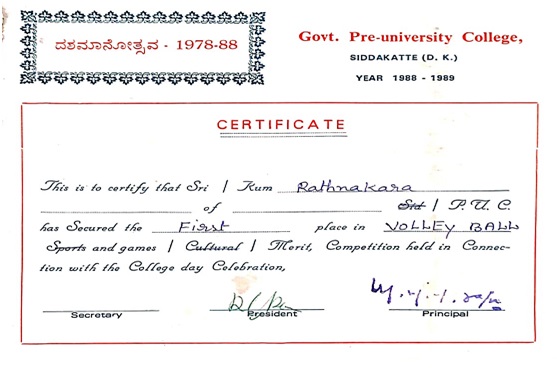 ದಶಮಾನೋತ್ಸವ - 1978-88
Govt. Pre-university College,
SIDDAKATTE (D. K.)
YEAR 1988 - 1989
CERTIFICATE
This is to certify that Sri / Kum Rathnakara
of Std / P. U. C.
has Secured the First place in VOLLEY BALL
Sports and games / Cultural / Merit, Competition held in Connec-
tion with the College day Celebration,
Secretary President Principal